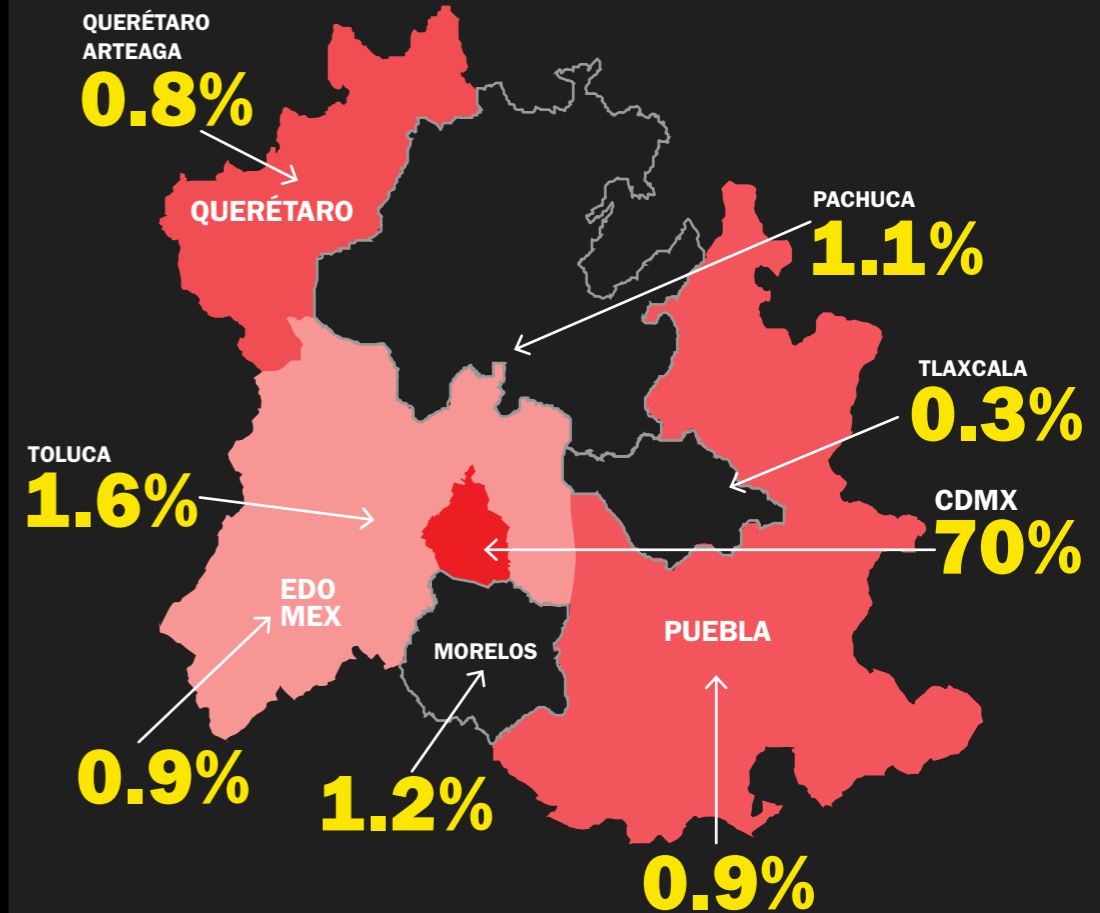 QUERÉTARO
ARTEAGA
0.8%
QUERÉTARO
PACHUCA
1.1%
TLAXCALA
0.3%
TOLUCA
1.6%
CDMX
70%
EDO
MEX
0.9%
MORELOS
1.2%
PUEBLA
0.9%